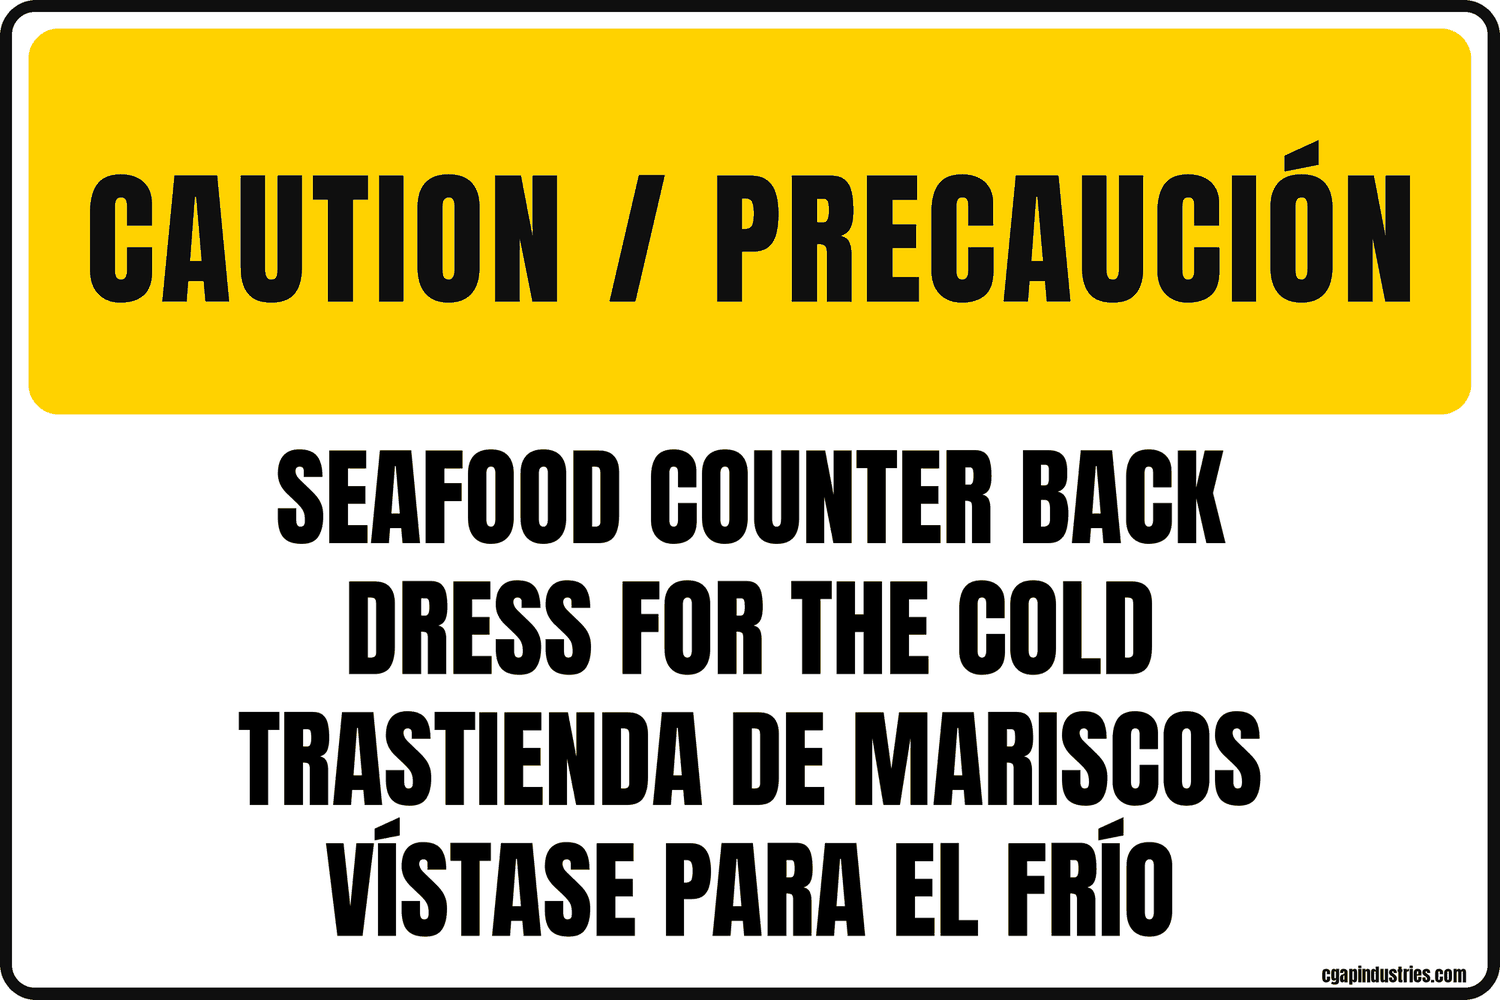 CAUTION / PRECAUCIÓN
SEAFOOD COUNTER BACK
DRESS FOR THE COLD
TRASTIENDA DE MARISCOS
VÍSTASE PARA EL FRÍO
cgapindustries.com